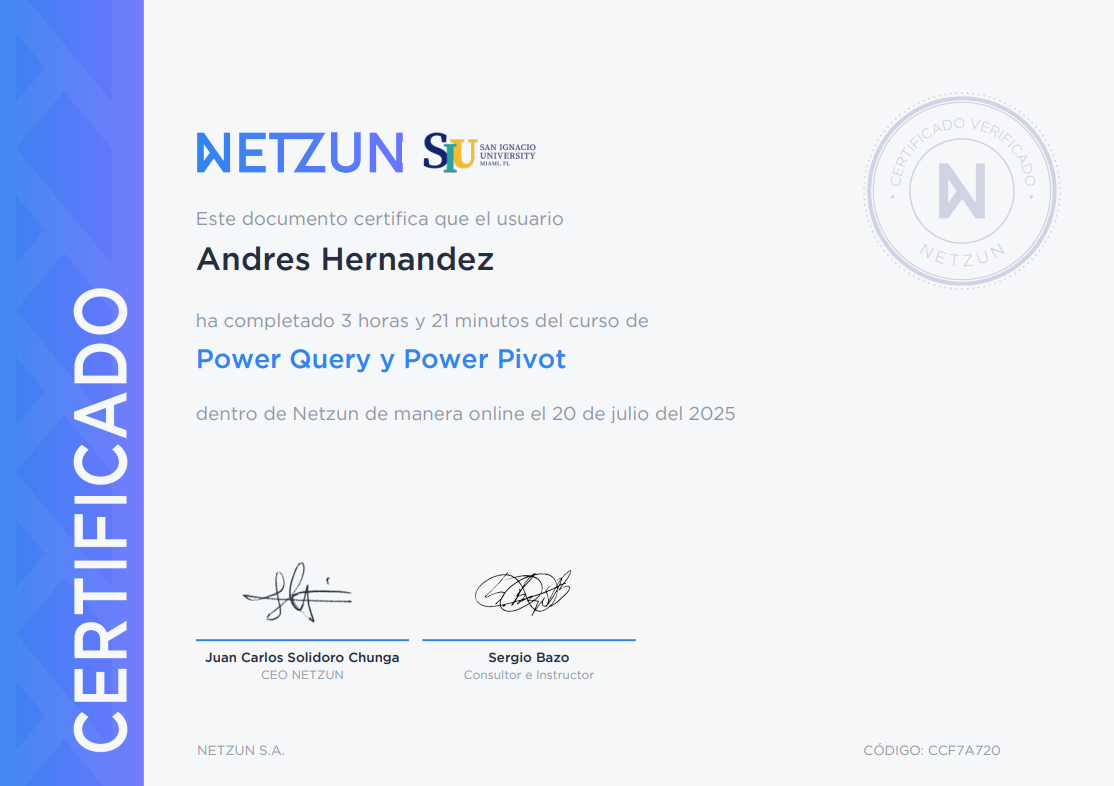 CERTIFICADO
NETZUN
SIU SAN IGNACIO
UNIVERSITY
MIAMI, FL
CERTIFICADO VERIFICADO
NETZUN
Este documento certifica que el usuario
Andres Hernandez
ha completado 3 horas y 21 minutos del curso de
Power Query y Power Pivot
dentro de Netzun de manera online el 20 de julio del 2025
Juan Carlos Solidoro Chunga
CEO NETZUN
Sergio Bazo
Consultor e Instructor
NETZUN S.A.
CÓDIGO: CCF7A720